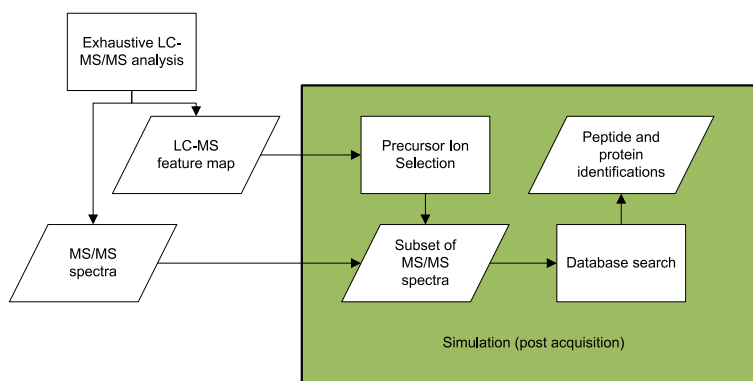 Exhaustive LC-
MS/MS analysis
LC-MS
feature map
Precursor Ion
Selection
Peptide and
protein
identifications
MS/MS
spectra
Subset of
MS/MS
spectra
Database search
Simulation (post acquisition)